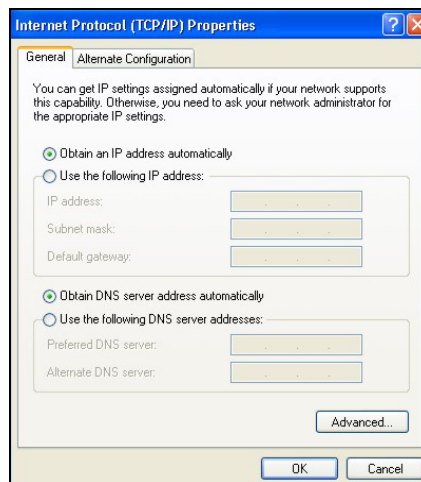 Internet Protocol (TCP/IP) Properties
General
Alternate Configuration
You can get IP settings assigned automatically if your network supports
this capability. Otherwise, you need to ask your network administrator for
the appropriate IP settings.
Obtain an IP address automatically
Use the following IP address:
IP address:
Subnet mask:
Default gateway:
Obtain DNS server address automatically
Use the following DNS server addresses:
Preferred DNS server:
Alternate DNS server:
Advanced...
OK
Cancel